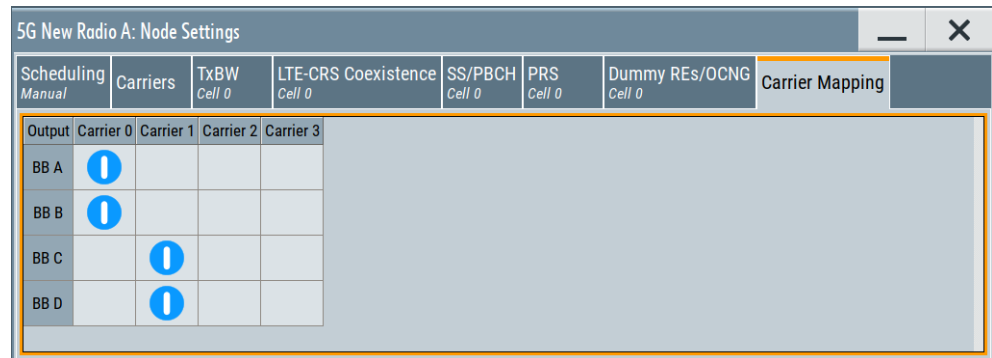 5G New Radio A: Node Settings
Scheduling
Manual
Carriers
TxBW
Cell 0
LTE-CRS Coexistence
Cell 0
SS/PBCH
Cell 0
PRS
Cell 0
Dummy REs/OCNG
Cell 0
Carrier Mapping
Output Carrier 0 Carrier 1 Carrier 2 Carrier 3
BB A
BB B
BB C
BB D